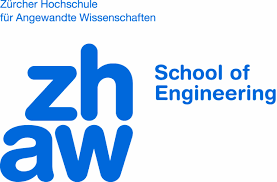 Zürcher Hochschule
für Angewandte Wissenschaften
zh
aw
School of
Engineering